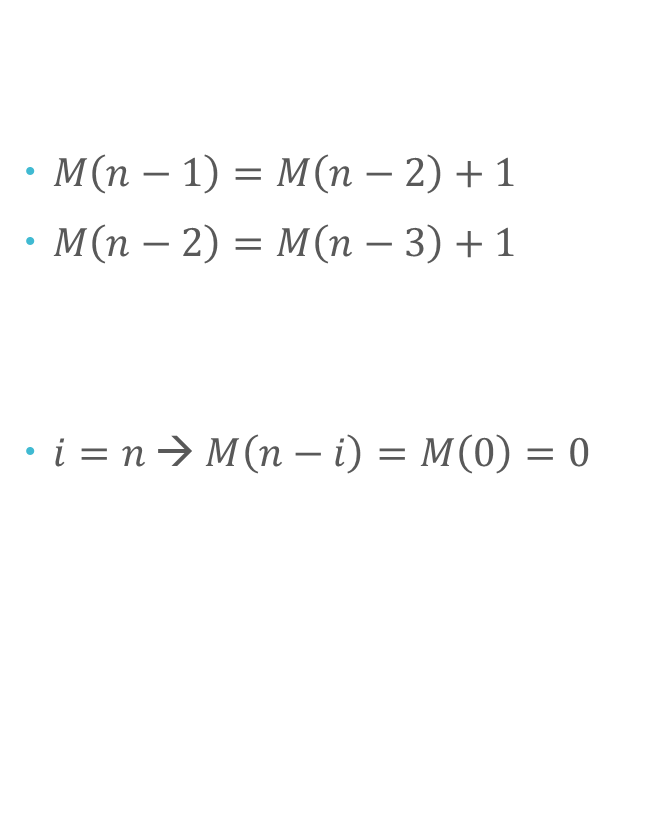 • M(n − 1) = M(n − 2) + 1
• M(n − 2) = M(n − 3) + 1
• i = n → M(n − i) = M(0) = 0